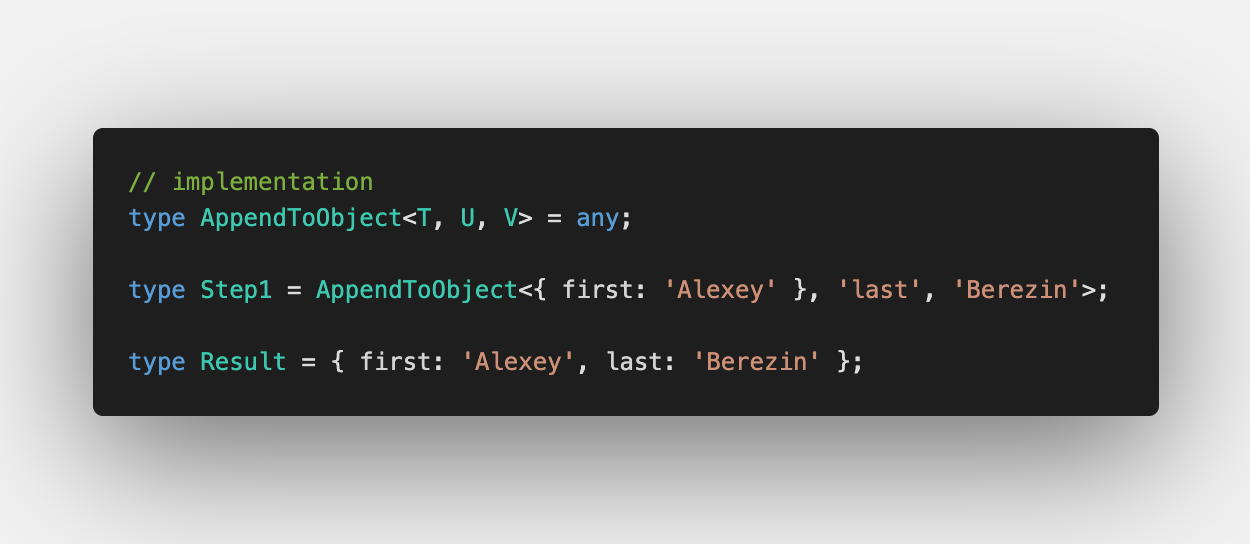 // implementation
type AppendToObject<T, U, V> = any;
type Step1 = AppendToObject<{ first: 'Alexey' }, 'last', 'Berezin'>;
type Result = { first: 'Alexey', last: 'Berezin' };